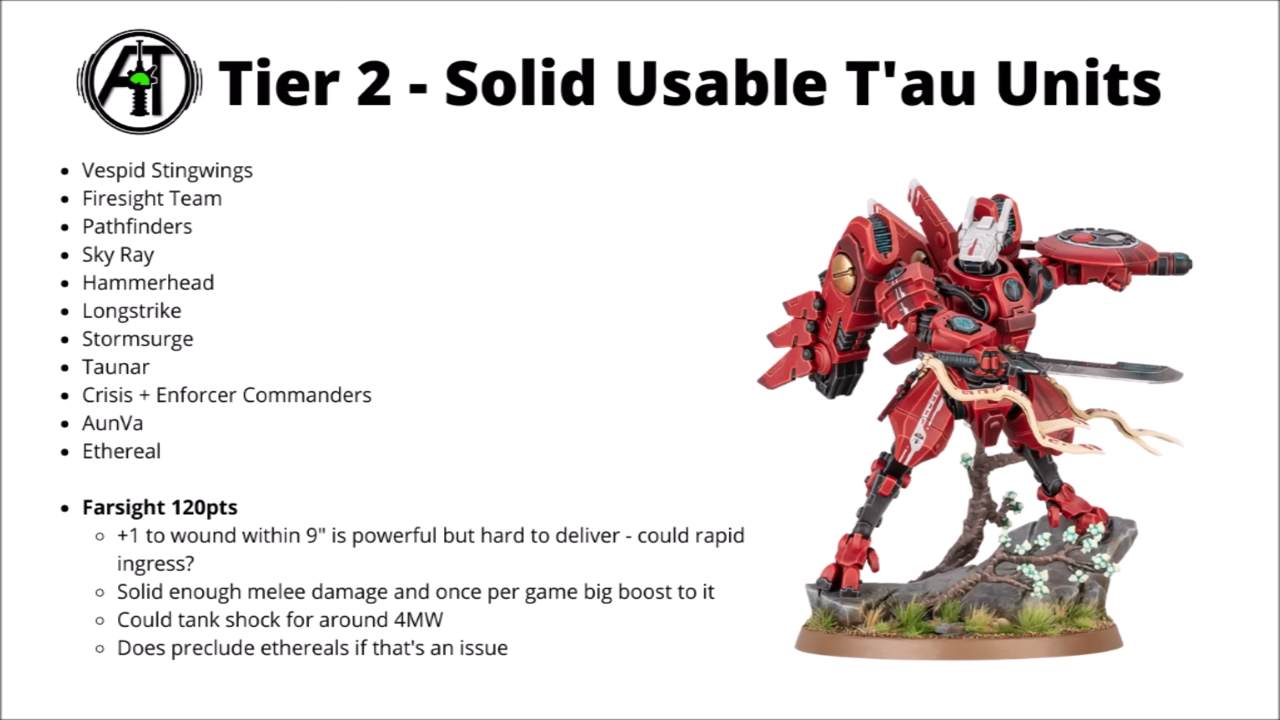 AT
Tier 2 - Solid Usable T'au Units
• Vespid Stingwings
• Firesight Team
• Pathfinders
• Sky Ray
• Hammerhead
• Longstrike
• Stormsurge
• Taunar
• Crisis + Enforcer Commanders
• AunVa
• Ethereal
• Farsight 120pts
○ +1 to wound within 9" is powerful but hard to deliver - could rapid
ingress?
○ Solid enough melee damage and once per game big boost to it
○ Could tank shock for around 4MW
○ Does preclude ethereals if that's an issue